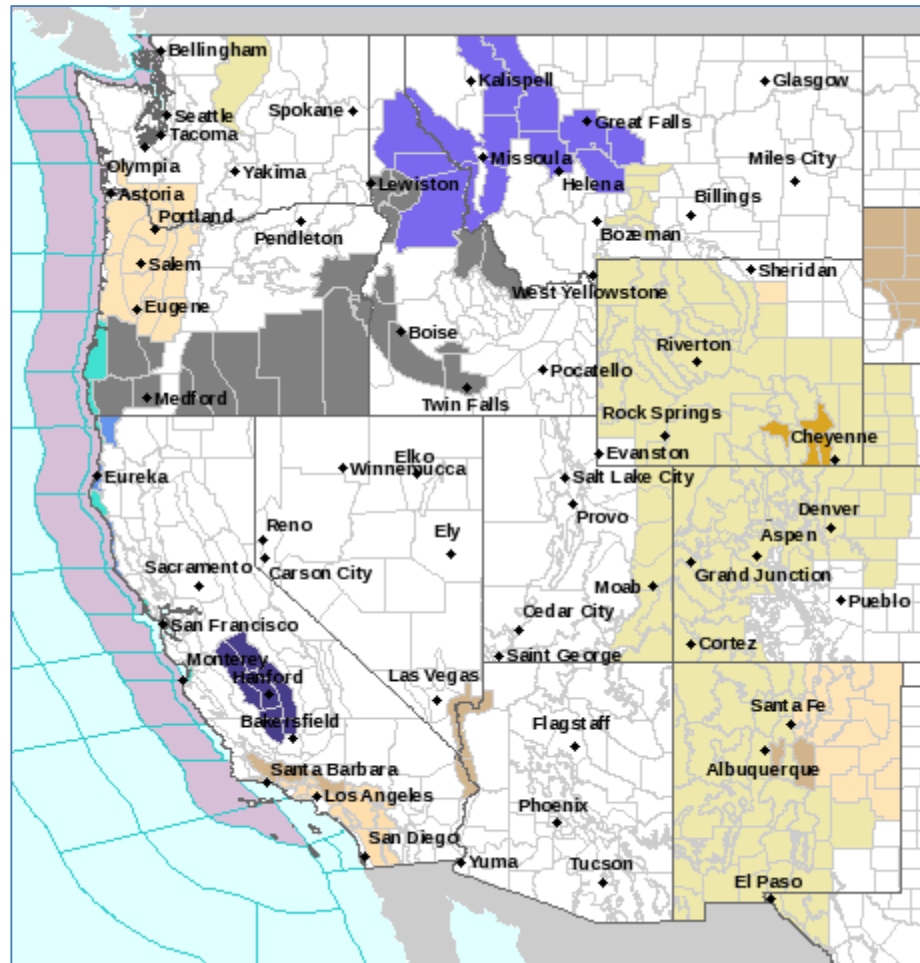 Bellingham
Kalispell
Glasgow
Spokane
Seattle
Great Falls
Tacoma
Olympia
Missoula
Miles City
Yakima
Lewiston
Helena
Astoria
Billings
Portland
Pendleton
Bozeman
Salem
Sheridan
West Yellowstone
Eugene
Boise
Riverton
Pocatello
Medford
Twin Falls
Rock Springs
Cheyenne
Elko
Evanston
Winnemucca
Eureka
Salt Lake City
Provo
Denver
Reno
Ely
Aspen
Sacramento
Carson City
Grand Junction
Moab
Pueblo
Cedar City
San Francisco
Cortez
Saint George
Monterey
Hanford
Las Vegas
Santa Fe
Bakersfield
Flagstaff
Albuquerque
Santa Barbara
Los Angeles
Phoenix
San Diego
Yuma
Tucson
El Paso